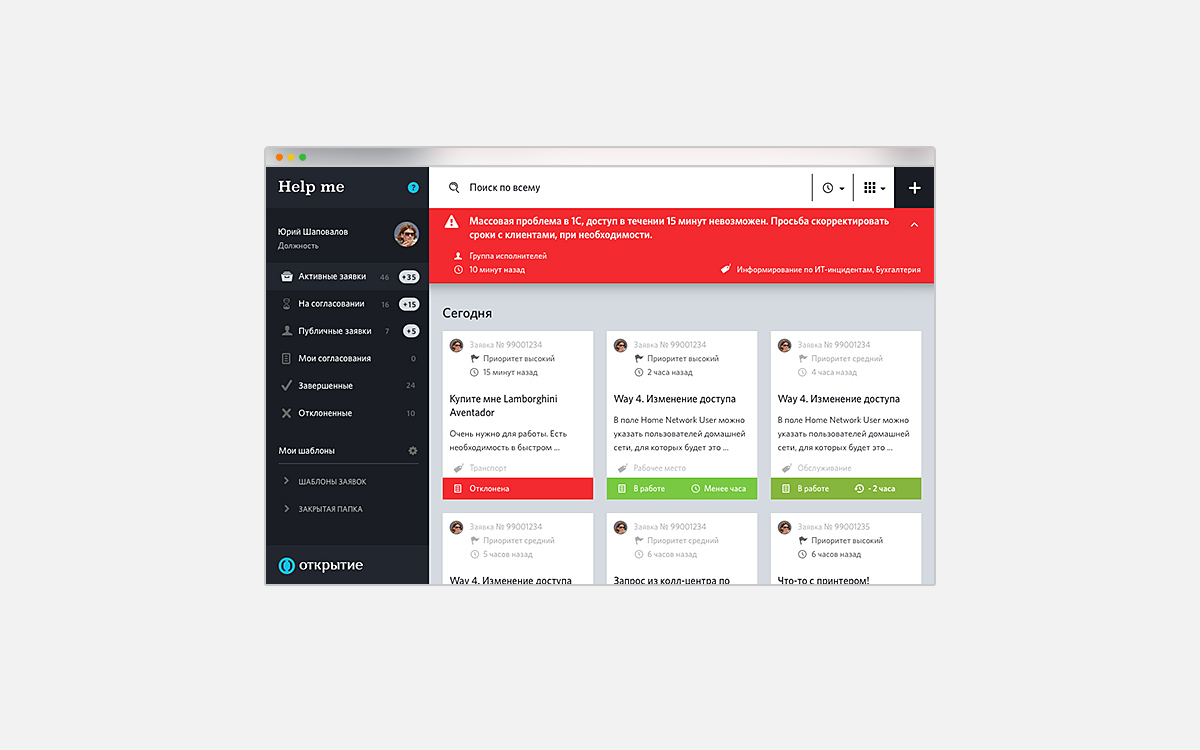 Help me
?
Юрий Шаповалов
Должность
Активные заявки 46 +35
На согласовании 16 +15
Публичные заявки 7 +5
Мои согласования 0
Завершенные 24
Отклоненные 10
Мои шаблоны
ШАБЛОНЫ ЗАЯВОК
ЗАКРЫТАЯ ПАПКА
открытие
Поиск по всему
Массовая проблема в 1С, доступ в течении 15 минут невозможен. Просьба скорректировать
сроки с клиентами, при необходимости.
Группа исполнителей
10 минут назад
Информирование по ИТ-инцидентам, Бухгалтерия
Сегодня
Заявка № 99001234
Приоритет высокий
15 минут назад
Купите мне Lamborghini
Aventador
Очень нужно для работы. Есть
необходимость в быстром ...
Транспорт
Отклонена
Заявка № 99001234
Приоритет высокий
2 часа назад
Way 4. Изменение доступа
В поле Home Network User можно
указать пользователей домашней
сети, для которых будет это ...
Рабочее место
В работе Менее часа
Заявка № 99001234
Приоритет средний
4 часа назад
Way 4. Изменение доступа
В поле Home Network User можно
указать пользователей домашней
сети, для которых будет это ...
Обслуживание
В работе - 2 часа
Заявка № 99001234
Приоритет средний
5 часов назад
Way 4. Изменение доступа
Заявка № 99001234
Приоритет средний
6 часов назад
Запрос из колл-центра по
Заявка № 99001235
Приоритет высокий
6 часов назад
Что-то с принтером!